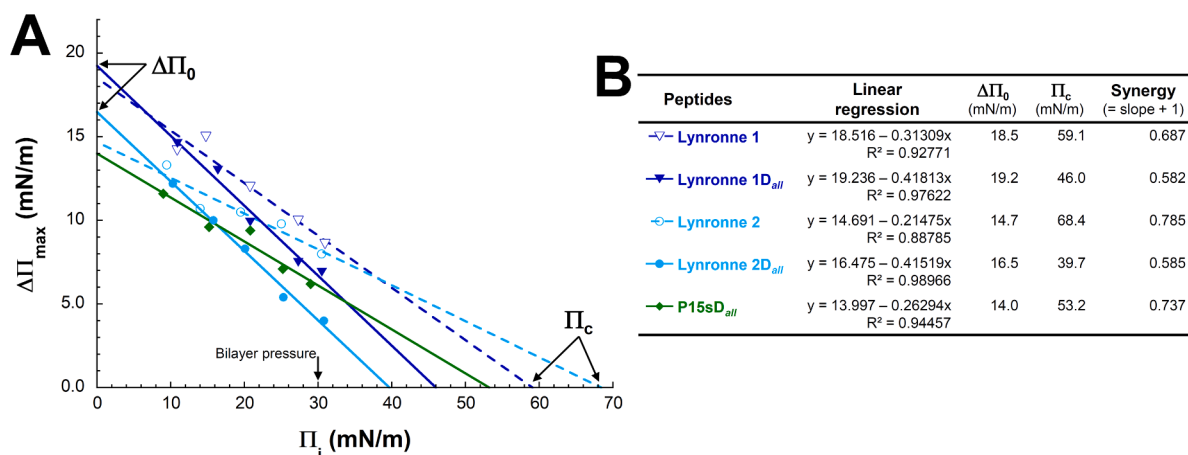 A
ΔΠmax (mN/m)
20
15
10
5.0
0.0
ΔΠ0
Bilayer pressure
Πc
0 10 20 30 40 50 60 70
Πi (mN/m)
B
Peptides Linear regression ΔΠ0 (mN/m) Πc (mN/m) Synergy (= slope + 1)
Lynronne 1 y = 18.516 – 0.31309x 18.5 59.1 0.687
R² = 0.92771
Lynronne 1Dall y = 19.236 – 0.41813x 19.2 46.0 0.582
R² = 0.97622
Lynronne 2 y = 14.691 – 0.21475x 14.7 68.4 0.785
R² = 0.88785
Lynronne 2Dall y = 16.475 – 0.41519x 16.5 39.7 0.585
R² = 0.98966
P15sDall y = 13.997 – 0.26294x 14.0 53.2 0.737
R² = 0.94457